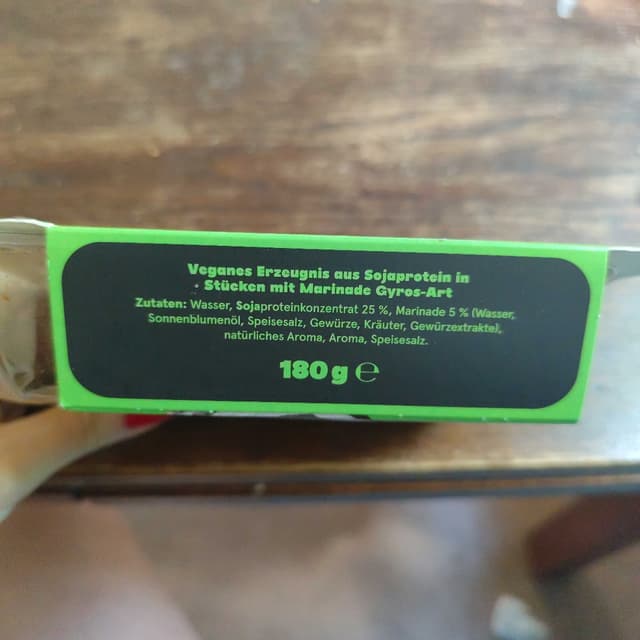 Veganes Erzeugnis aus Sojaprotein in
Stücken mit Marinade Gyros-Art
Zutaten: Wasser, Sojaproteinkonzentrat 25 %, Marinade 5 % (Wasser,
Sonnenblumenöl, Speisesalz, Gewürze, Kräuter, Gewürzextrakte),
natürliches Aroma, Aroma, Speisesalz.
180 g ℮